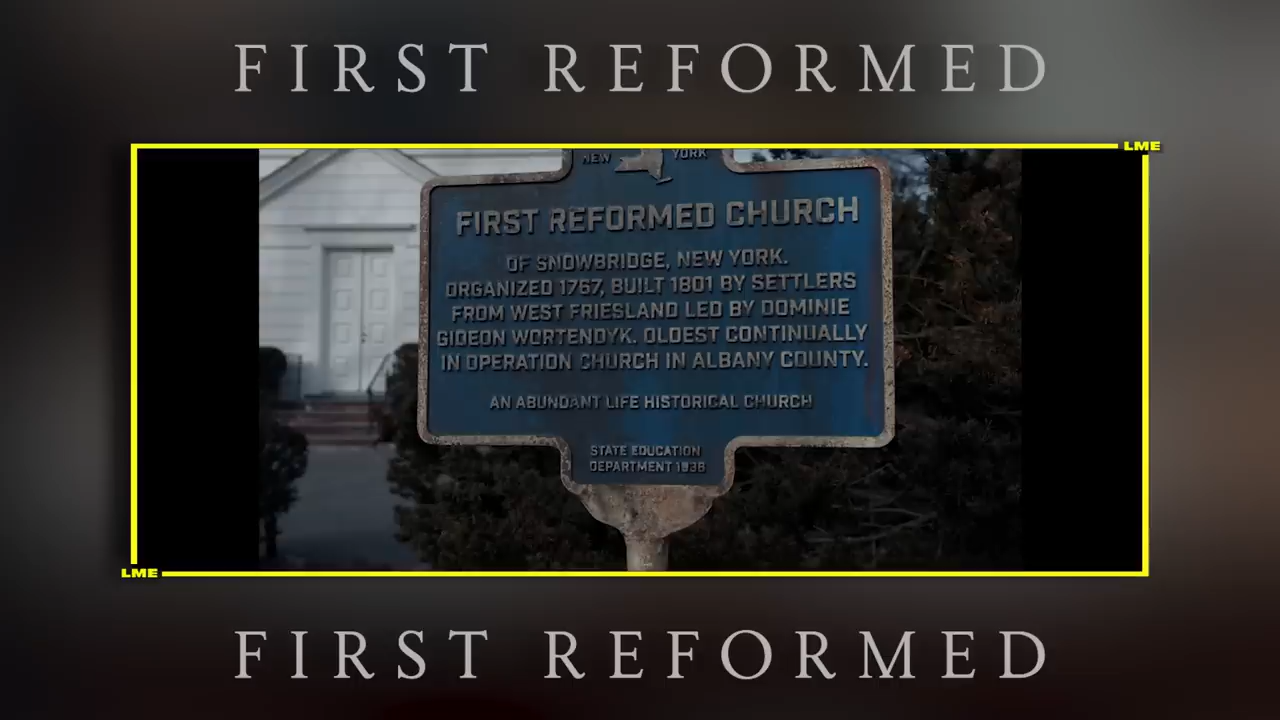 FIRST REFORMED
LME
NEW YORK
FIRST REFORMED CHURCH
OF SNOWBRIDGE, NEW YORK.
ORGANIZED 1767, BUILT 1801 BY SETTLERS
FROM WEST FRIESLAND LED BY DOMINIE
GIDEON WORTENDYK. OLDEST CONTINUALLY
IN OPERATION CHURCH IN ALBANY COUNTY.
AN ABUNDANT LIFE HISTORICAL CHURCH
STATE EDUCATION
DEPARTMENT 1938
LME
FIRST REFORMED